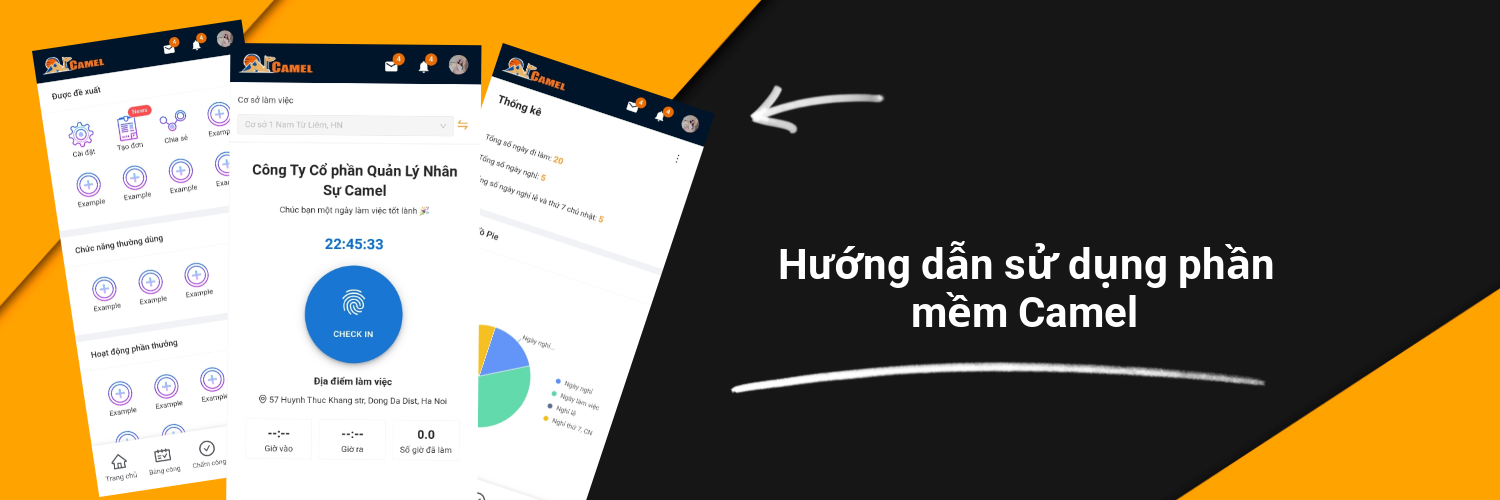 CAMEL
4
4
Được đề xuất
News
Cài đặt
Tạo đơn
Chia sẻ
Example
Example
Example
Example
Chức năng thường dùng
Example
Example
Example
Hoạt động phần thưởng
Example
Example
Example
Trang chủ
Bảng công
Chấm công
CAMEL
4
4
Cơ sở làm việc
Cơ sở 1 Nam Từ Liêm, HN
Công Ty Cổ phần Quản Lý Nhân
Sự Camel
Chúc bạn một ngày làm việc tốt lành 🎉
22:45:33
CHECK IN
Địa điểm làm việc
57 Huynh Thuc Khang str, Dong Da Dist, Ha Noi
--:--
--:--
0.0
Giờ vào
Giờ ra
Số giờ đã làm
CAMEL
4
4
Thống kê
Tổng số ngày đi làm: 20
Tổng số ngày nghỉ: 5
số ngày nghỉ lễ và thứ 7 chủ nhật: 5
Pie
Ngày nghỉ...
Ngày nghỉ
Ngày làm việc
Nghỉ lễ
Nghỉ thứ 7, CN
Hướng dẫn sử dụng phần
mềm Camel